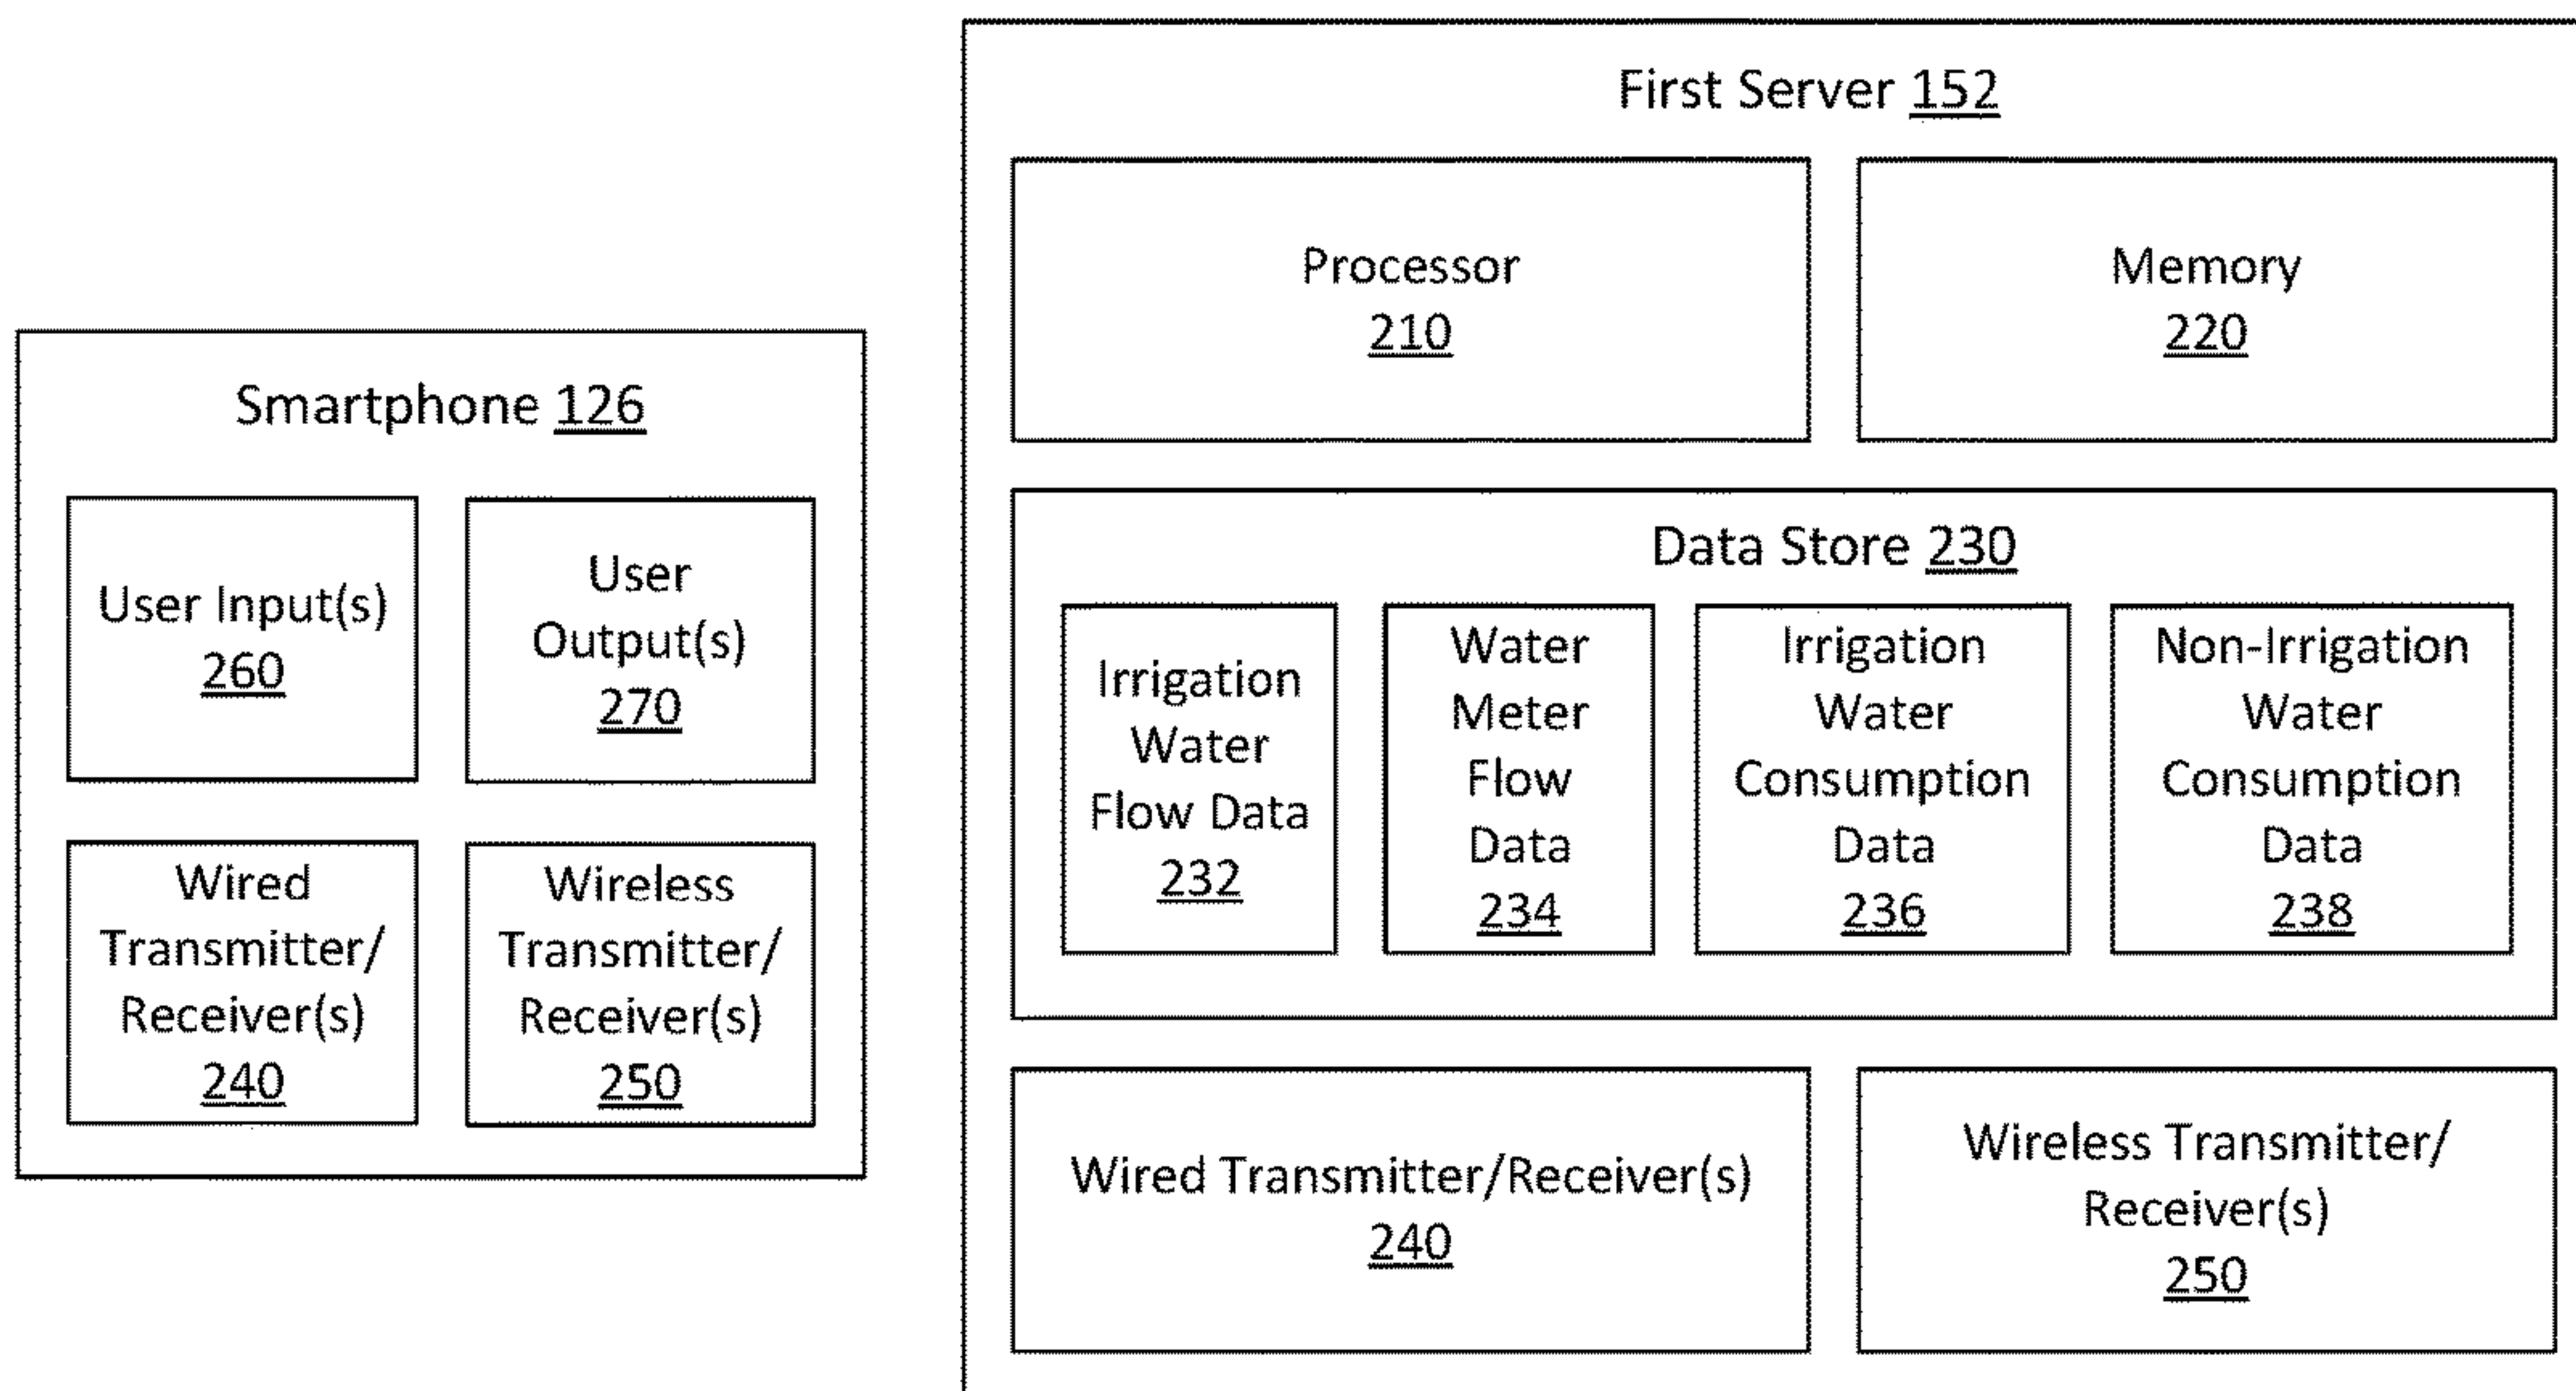 Smartphone 126
User Input(s)
260
User
Output(s)
270
Wired
Transmitter/
Receiver(s)
240
Wireless
Transmitter/
Receiver(s)
250
First Server 152
Processor
210
Memory
220
Data Store 230
Irrigation
Water
Flow Data
232
Water
Meter
Flow
Data
234
Irrigation
Water
Consumption
Data
236
Non-Irrigation
Water
Consumption
Data
238
Wired Transmitter/Receiver(s)
240
Wireless Transmitter/
Receiver(s)
250